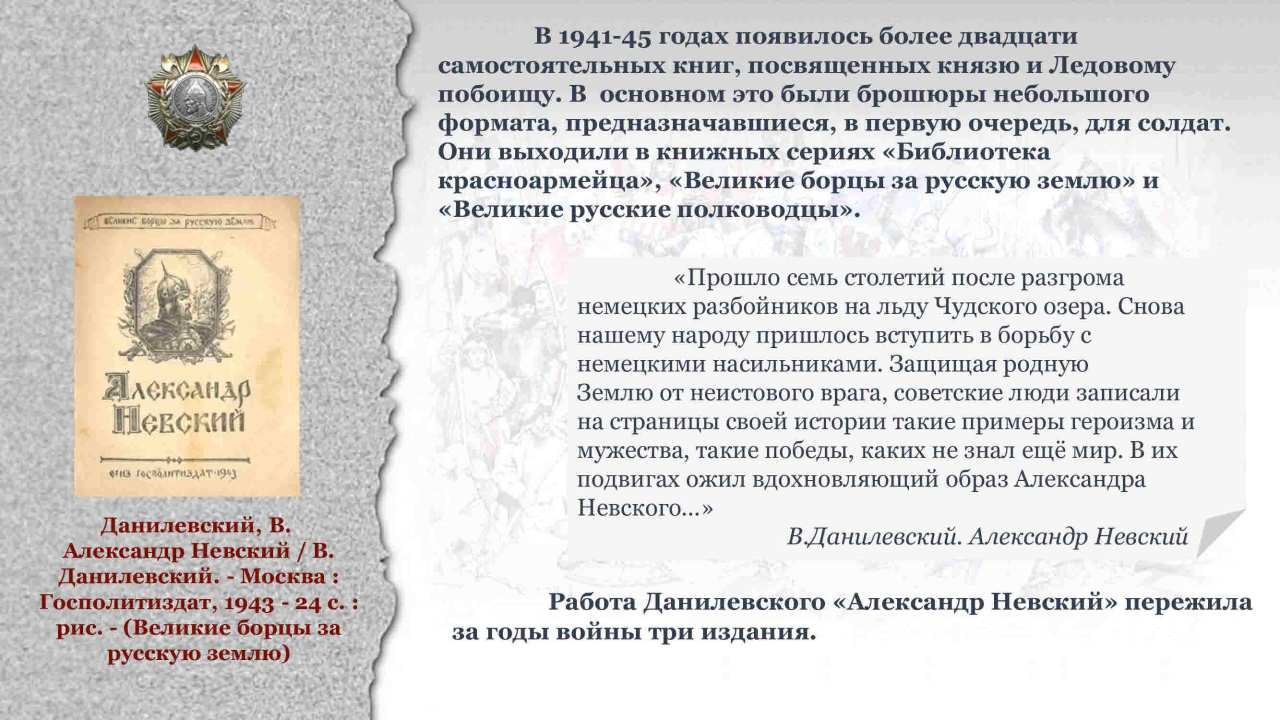 В 1941-45 годах появилось более двадцати
самостоятельных книг, посвященных князю и Ледовому
побоищу. В основном это были брошюры небольшого
формата, предназначавшиеся, в первую очередь, для солдат.
Они выходили в книжных сериях «Библиотека
красноармейца», «Великие борцы за русскую землю» и
«Великие русские полководцы».
ВЕЛИКИЕ БОРЦЫ ЗА РУССКУЮ ЗЕМЛЮ
АЛЕКСАНДР
НЕВСКИЙ
ОГИЗ ГОСПОЛИТИЗДАТ·1943
Данилевский, В.
Александр Невский / В.
Данилевский. - Москва :
Госполитиздат, 1943 - 24 с. :
рис. - (Великие борцы за
русскую землю)
«Прошло семь столетий после разгрома
немецких разбойников на льду Чудского озера. Снова
нашему народу пришлось вступить в борьбу с
немецкими насильниками. Защищая родную
Землю от неистового врага, советские люди записали
на страницы своей истории такие примеры героизма и
мужества, такие победы, каких не знал ещё мир. В их
подвигах ожил вдохновляющий образ Александра
Невского…»
В.Данилевский. Александр Невский
Работа Данилевского «Александр Невский» пережила
за годы войны три издания.